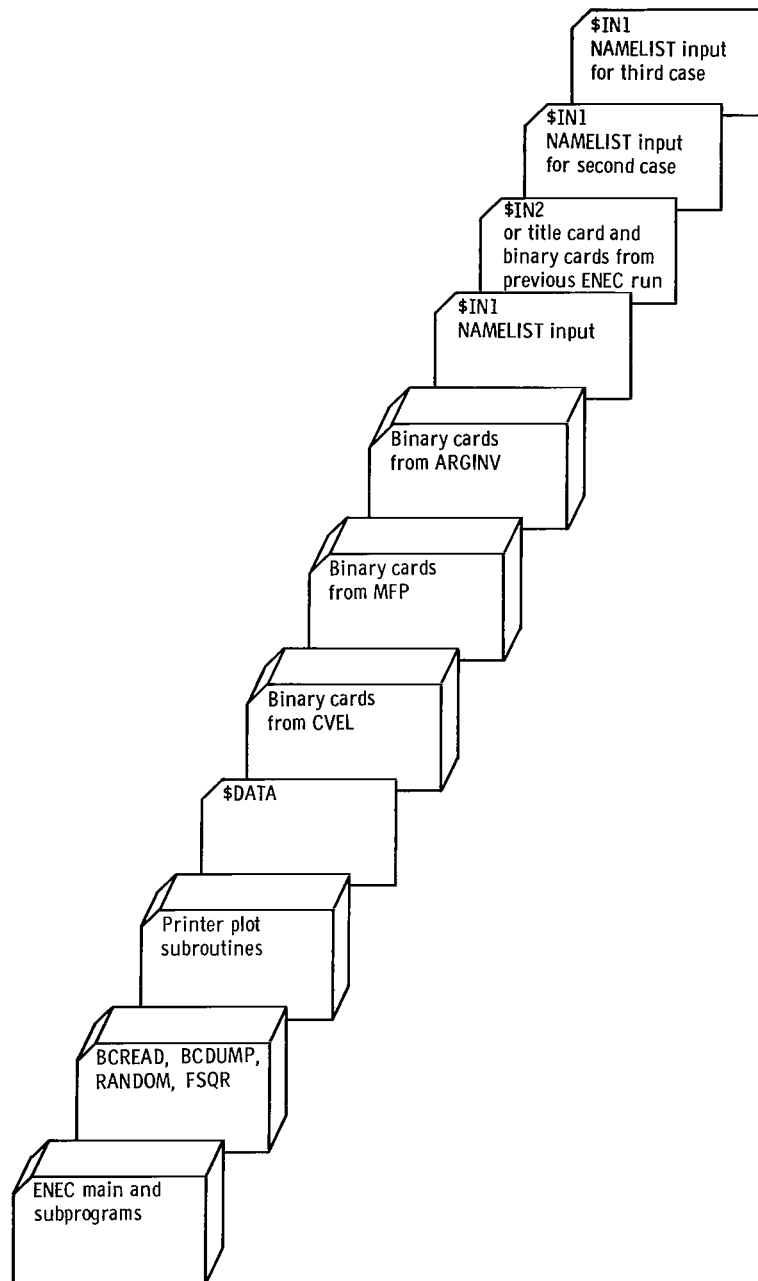 $IN1
NAMELIST input
for third case
$IN1
NAMELIST input
for second case
$IN2
or title card and
binary cards from
previous ENEC run
$IN1
NAMELIST input
Binary cards
from ARGINV
Binary cards
from MFP
Binary cards
from CVEL
$DATA
Printer plot
subroutines
BCREAD, BCDUMP,
RANDOM, FSQR
ENEC main and
subprograms